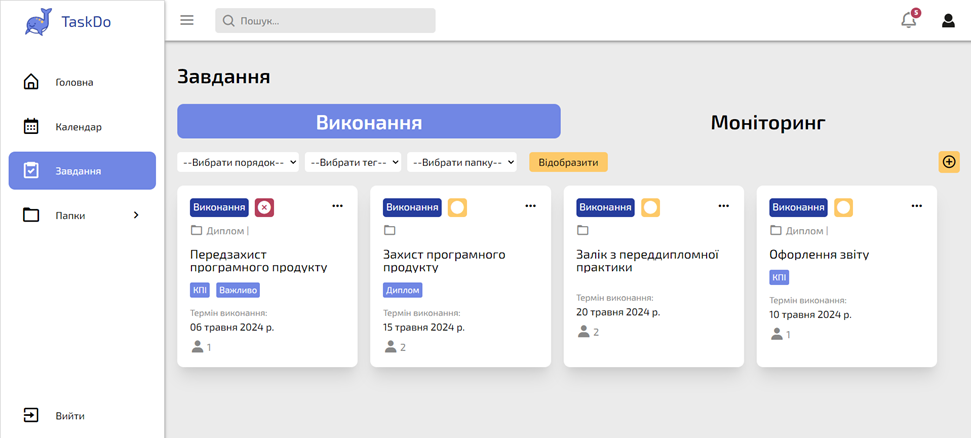 TaskDo
Пошук...
5
Головна
Календар
Завдання
Папки
Вийти
Завдання
Виконання
Моніторинг
--Вибрати порядок--
--Вибрати тег--
--Вибрати папку--
Відобразити
Виконання
Диплом |
Передзахист
програмного продукту
КПІ
Важливо
Термін виконання:
06 травня 2024 р.
1
Виконання
Захист програмного
продукту
Диплом
Термін виконання:
15 травня 2024 р.
2
Виконання
Залік з переддипломної
практики
Термін виконання:
20 травня 2024 р.
2
Виконання
Диплом |
Офорлення звіту
КПІ
Термін виконання:
10 травня 2024 р.
1